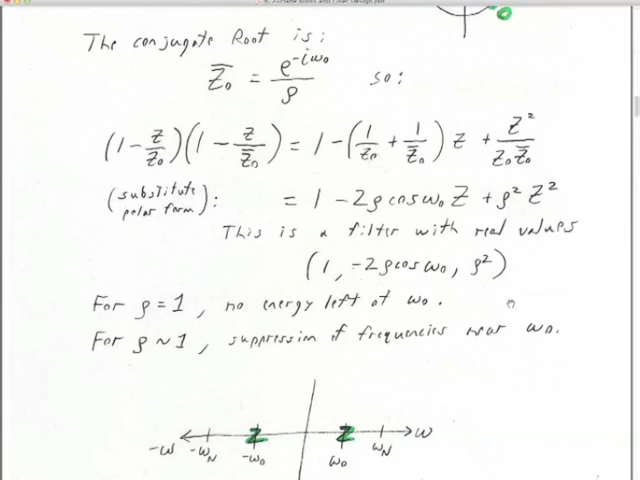 The conjugate Root is:
Z̄₀ = e^(-iω₀) / ρ   so:
(1 - Z/Z₀)(1 - Z/Z̄₀) = 1 - (1/Z₀ + 1/Z̄₀) Z + Z²/(Z₀ Z̄₀)
(substitute polar form): = 1 - 2ρ cos ω₀ Z + ρ² Z²
This is a filter with real values
(1, -2ρ cos ω₀, ρ²)
For ρ = 1, no energy left of ω₀.
For ρ ~ 1, suppression of frequencies near ω₀.
Z Z ω
-ω -ω_N -ω₀ ω₀ ω_N